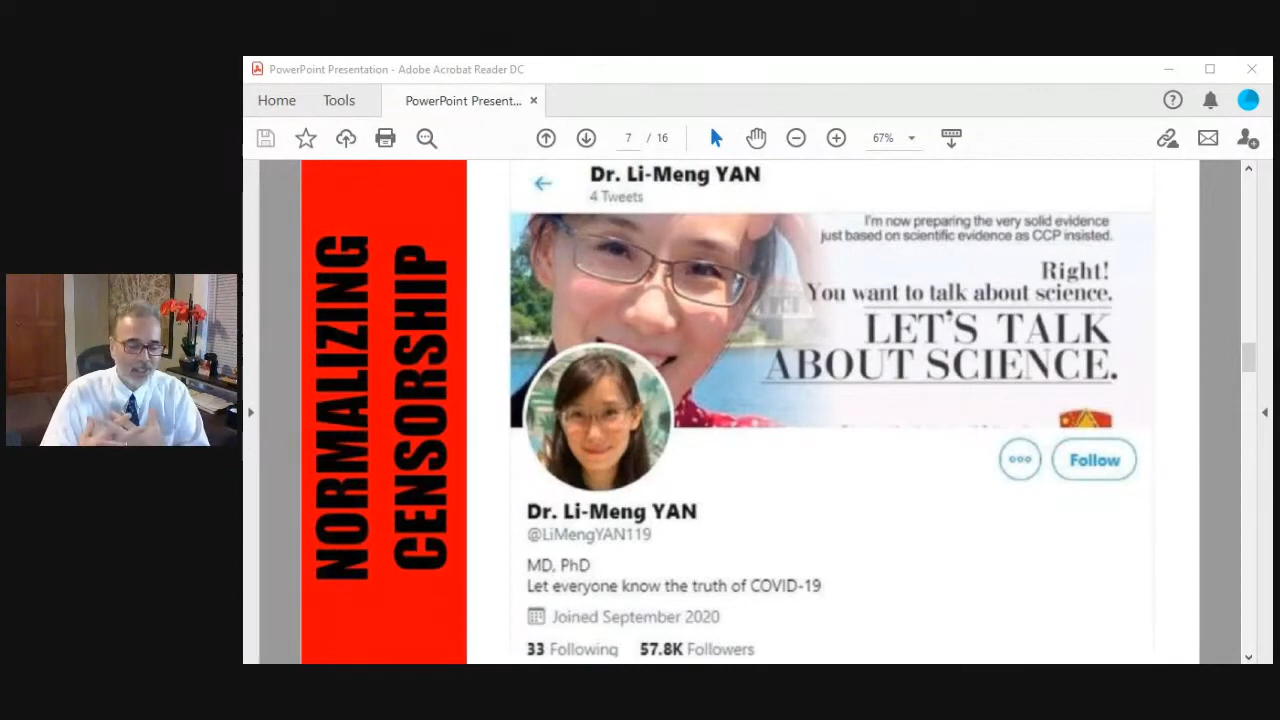 PowerPoint Presentation - Adobe Acrobat Reader DC
Home Tools PowerPoint Present...
7 / 16 67%
NORMALIZING
CENSORSHIP
Dr. Li-Meng YAN
4 Tweets
I'm now preparing the very solid evidence
just based on scientific evidence as CCP insisted.
Right!
You want to talk about science.
LET'S TALK
ABOUT SCIENCE.
Follow
Dr. Li-Meng YAN
@LiMengYAN119
MD, PhD
Let everyone know the truth of COVID-19
Joined September 2020
33 Following 57.8K Followers